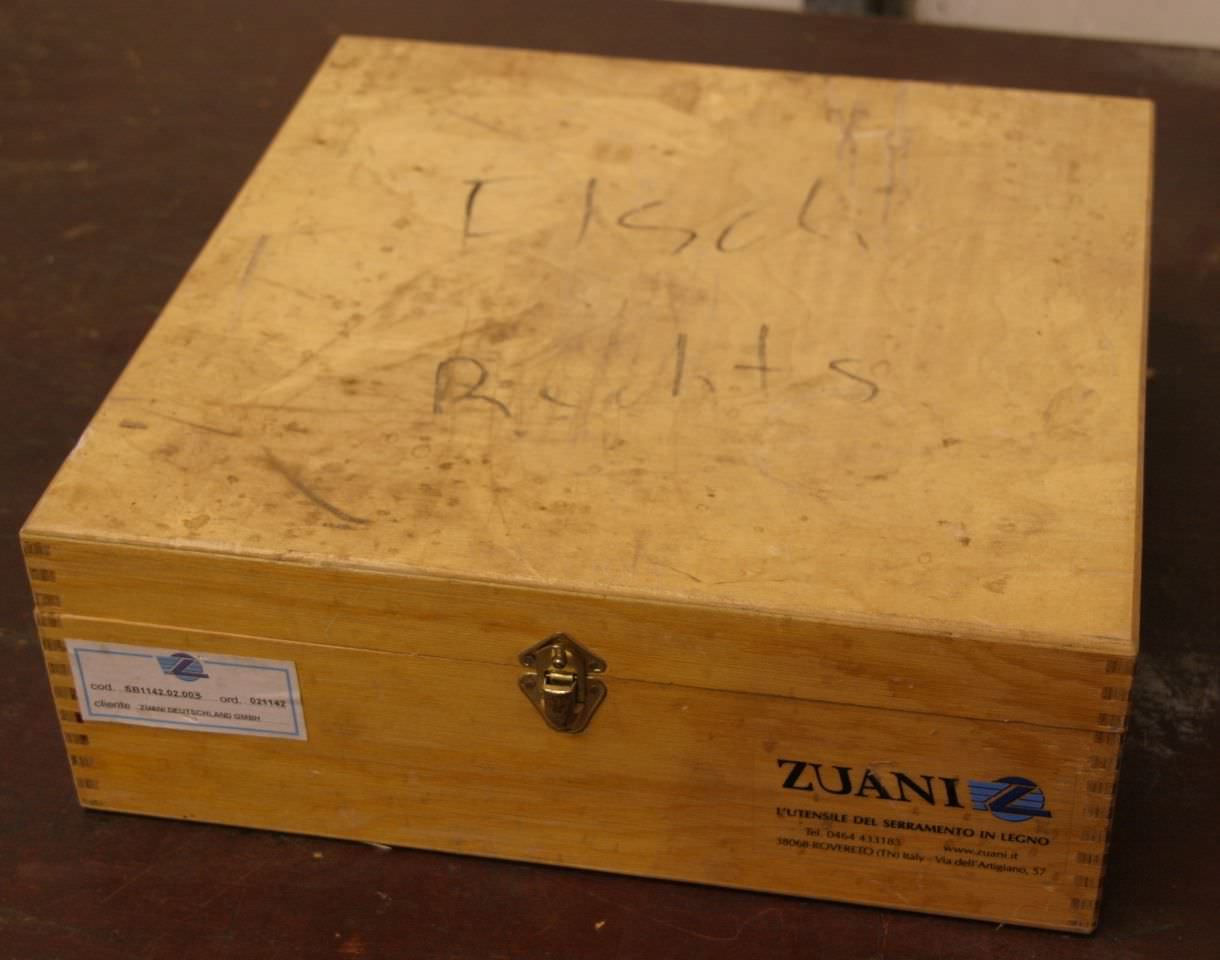 Rechts
cod. SB1142.02.003 ord. 021142
cliente ZUANI DEUTSCHLAND GMBH
ZUANI
L'UTENSILE DEL SERRAMENTO IN LEGNO
Tel. 0464 433183 www.zuani.it
38068 ROVERETO (TN) Italy - Via dell'Artigiano, 57